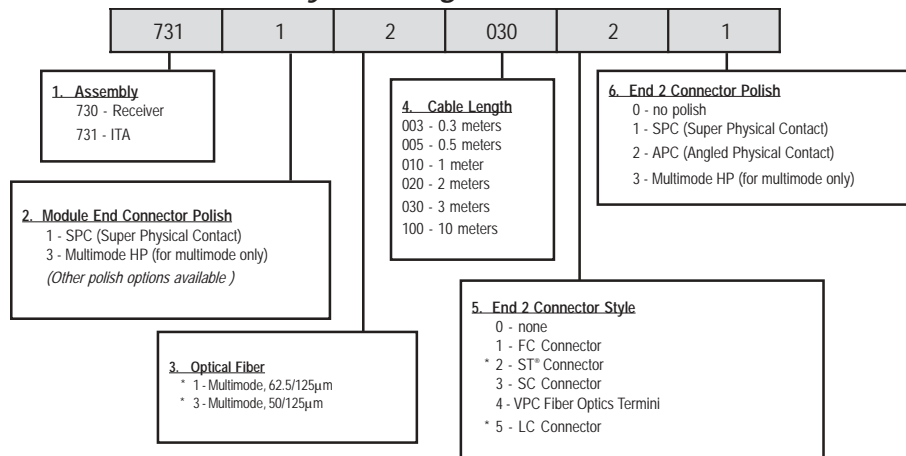 731 1 2 030 2 1
1. Assembly
730 - Receiver
731 - ITA
2. Module End Connector Polish
1 - SPC (Super Physical Contact)
3 - Multimode HP (for multimode only)
(Other polish options available )
3. Optical Fiber
* 1 - Multimode, 62.5/125µm
* 3 - Multimode, 50/125µm
4. Cable Length
003 - 0.3 meters
005 - 0.5 meters
010 - 1 meter
020 - 2 meters
030 - 3 meters
100 - 10 meters
5. End 2 Connector Style
0 - none
1 - FC Connector
* 2 - ST® Connector
3 - SC Connector
4 - VPC Fiber Optics Termini
* 5 - LC Connector
6. End 2 Connector Polish
0 - no polish
1 - SPC (Super Physical Contact)
2 - APC (Angled Physical Contact)
3 - Multimode HP (for multimode only)